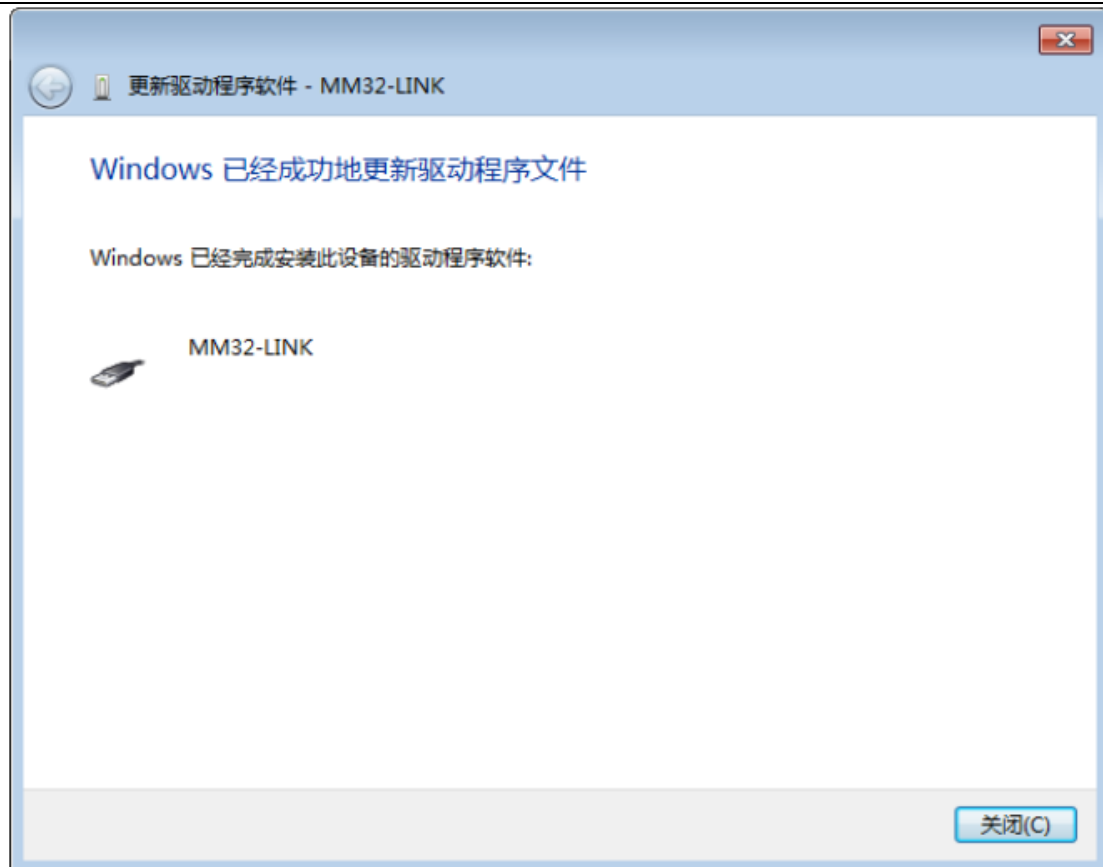 更新驱动程序软件 - MM32-LINK
Windows 已经成功地更新驱动程序文件
Windows 已经完成安装此设备的驱动程序软件:
MM32-LINK
关闭(C)